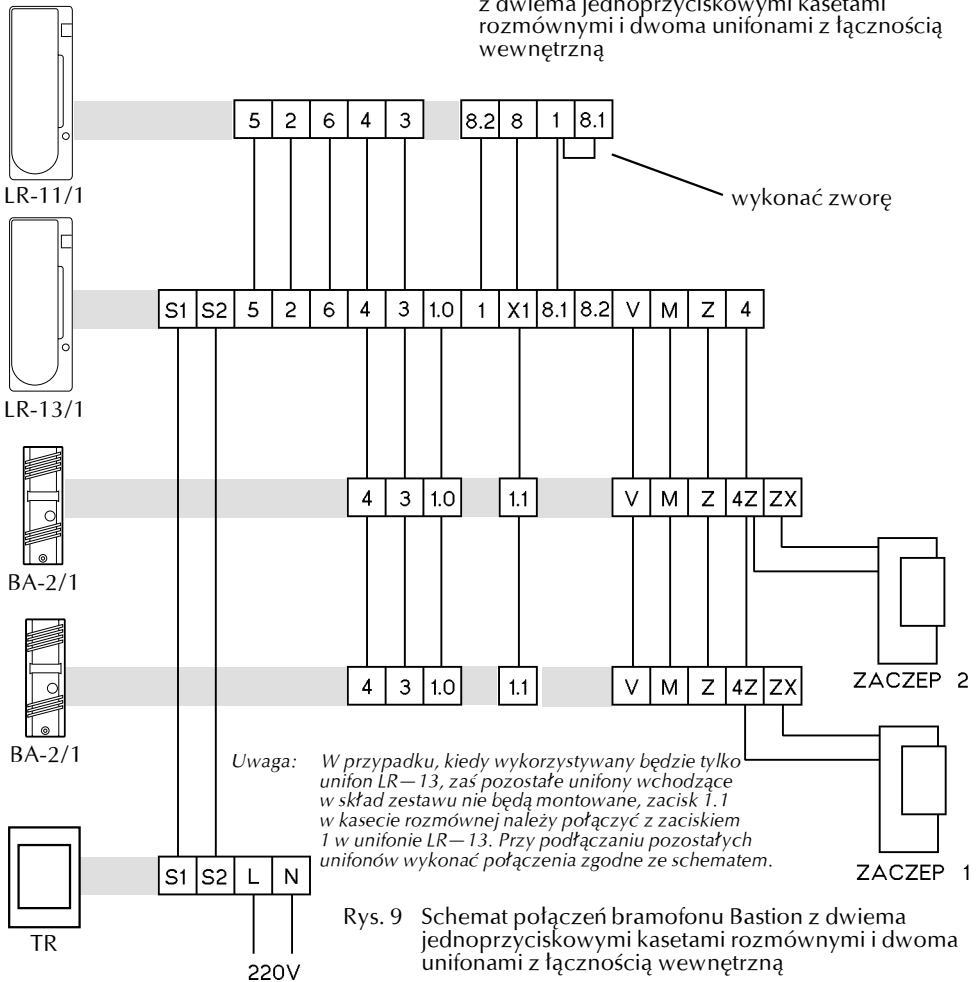 z dwiema jednoprzyciskowymi kasetami
rozmównymi i dwoma unifonami z łącznością
wewnętrzną
5 2 6 4 3 8.2 8 1 8.1
LR-11/1
wykonać zworę
S1 S2 5 2 6 4 3 1.0 1 X1 8.1 8.2 V M Z 4
LR-13/1
4 3 1.0 1.1 V M Z 4Z ZX
BA-2/1
ZACZEP 2
4 3 1.0 1.1 V M Z 4Z ZX
BA-2/1
Uwaga: W przypadku, kiedy wykorzystywany będzie tylko
unifon LR—13, zaś pozostałe unifony wchodzące
w skład zestawu nie będą montowane, zacisk 1.1
w kasecie rozmównej należy połączyć z zaciskiem
1 w unifonie LR—13. Przy podłączaniu pozostałych
unifonów wykonać połączenia zgodne ze schematem.
ZACZEP 1
S1 S2 L N
TR
220V
Rys. 9 Schemat połączeń bramofonu Bastion z dwiema
jednoprzyciskowymi kasetami rozmównymi i dwoma
unifonami z łącznością wewnętrzną